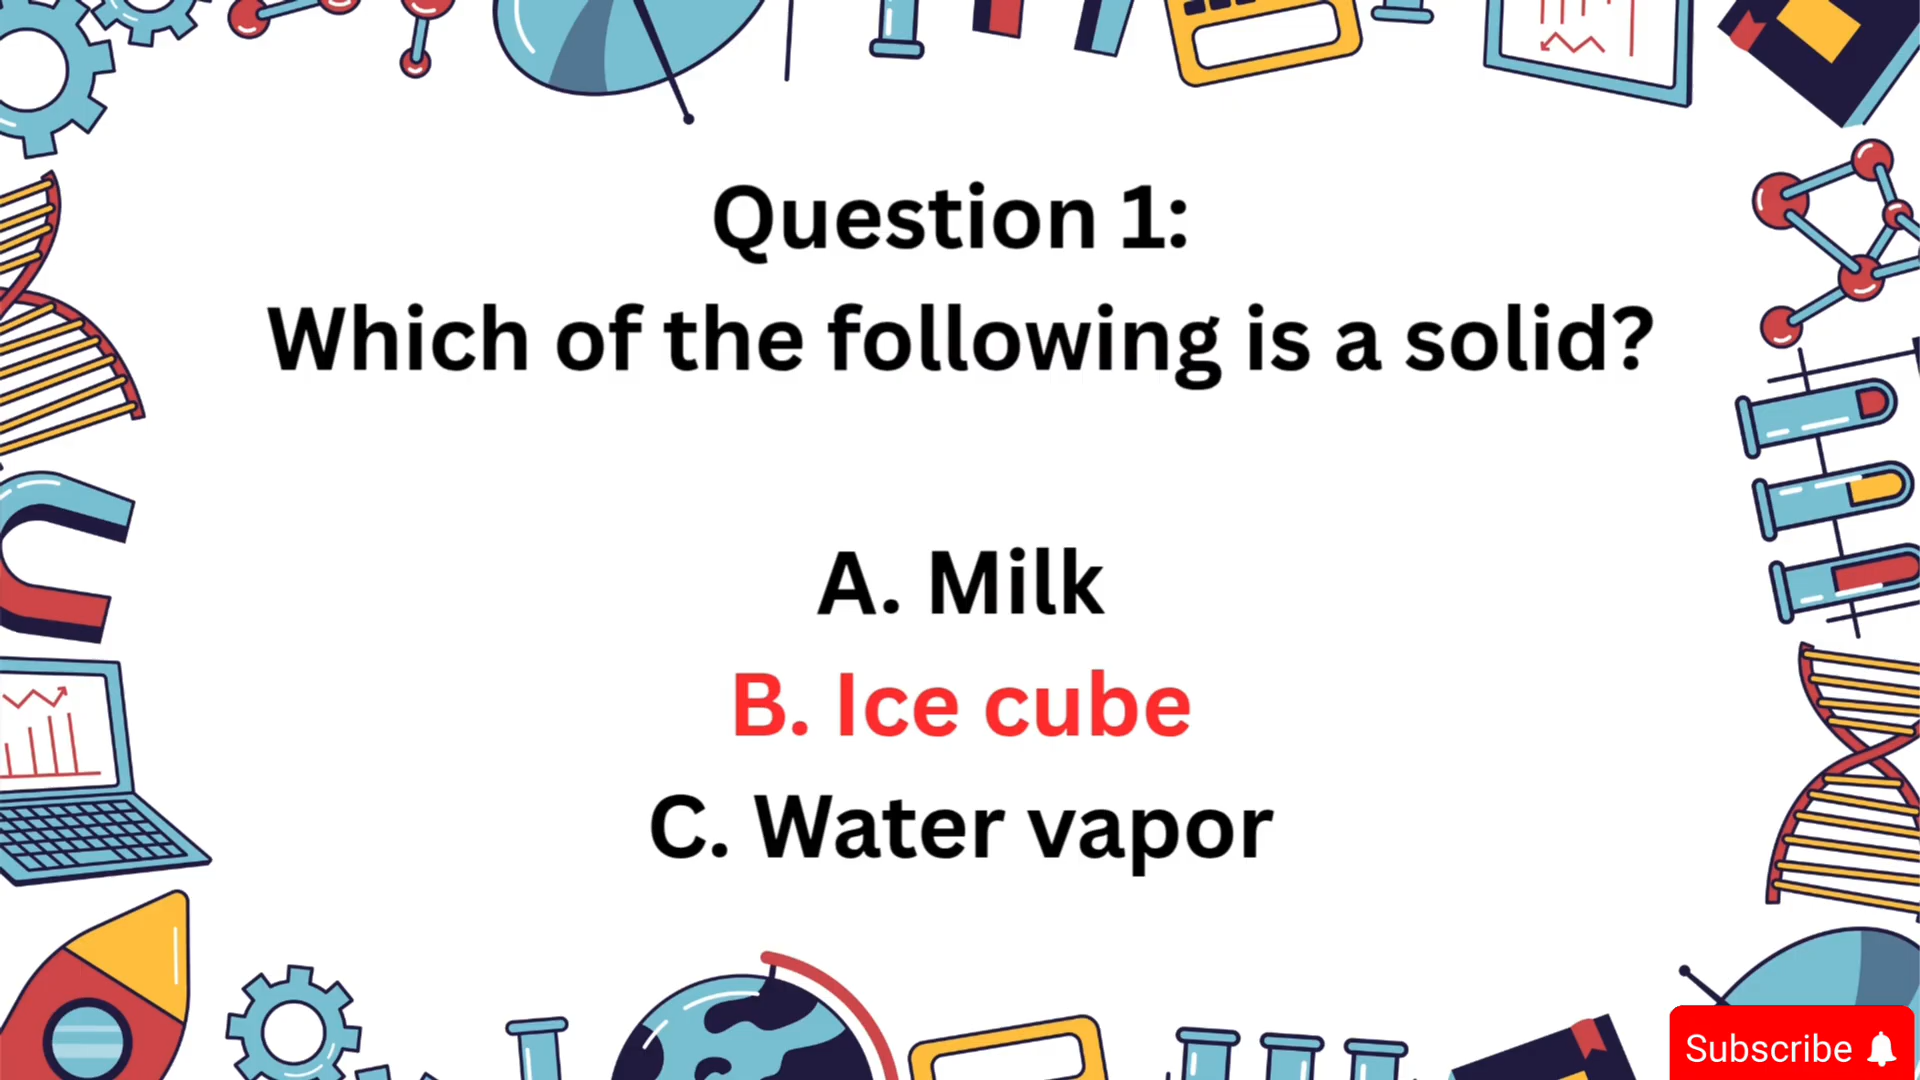 Question 1:
Which of the following is a solid?
A. Milk
B. Ice cube
C. Water vapor
Subscribe